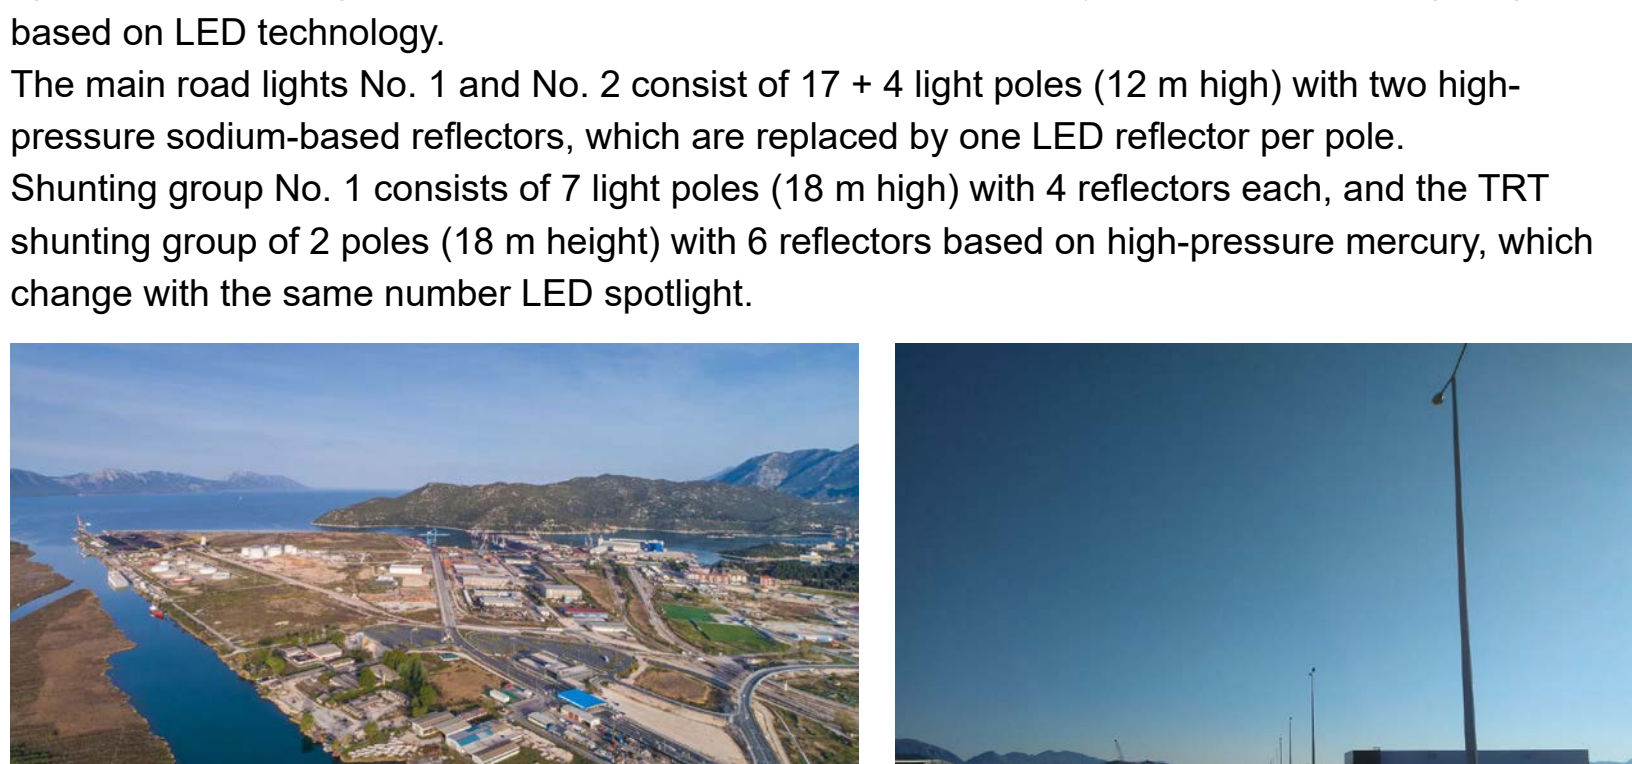 based on LED technology.
The main road lights No. 1 and No. 2 consist of 17 + 4 light poles (12 m high) with two high-
pressure sodium-based reflectors, which are replaced by one LED reflector per pole.
Shunting group No. 1 consists of 7 light poles (18 m high) with 4 reflectors each, and the TRT
shunting group of 2 poles (18 m height) with 6 reflectors based on high-pressure mercury, which
change with the same number LED spotlight.